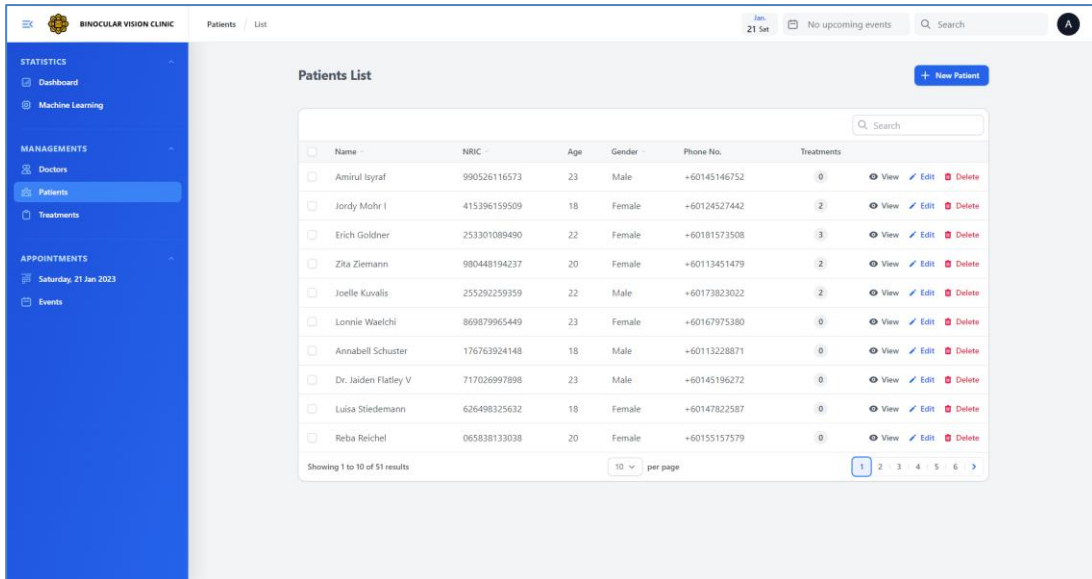 BINOCULAR VISION CLINIC Patients / List Jan. 21 Sat No upcoming events Search A
STATISTICS
Dashboard
Machine Learning
MANAGEMENTS
Doctors
Patients
Treatments
APPOINTMENTS
Saturday, 21 Jan 2023
Events
Patients List + New Patient
Search
Name NRIC Age Gender Phone No. Treatments
Amirul Isyraf 990526116573 23 Male +60145146752 0 View Edit Delete
Jordy Mohr I 415396159509 18 Female +60124527442 2 View Edit Delete
Erich Goldner 253301089490 22 Female +60181573508 3 View Edit Delete
Zita Ziemann 980448194237 20 Female +60113451479 2 View Edit Delete
Joelle Kuvalis 255292259359 22 Male +60173823022 2 View Edit Delete
Lonnie Waelchi 869879965449 23 Female +60167975380 0 View Edit Delete
Annabell Schuster 176763924148 18 Male +60113228871 0 View Edit Delete
Dr. Jaiden Flatley V 717026997898 23 Male +60145196272 0 View Edit Delete
Luisa Stiedemann 626498325632 18 Female +60147822587 0 View Edit Delete
Reba Reichel 065838133038 20 Female +60155157579 0 View Edit Delete
Showing 1 to 10 of 51 results 10 per page 1 2 3 4 5 6